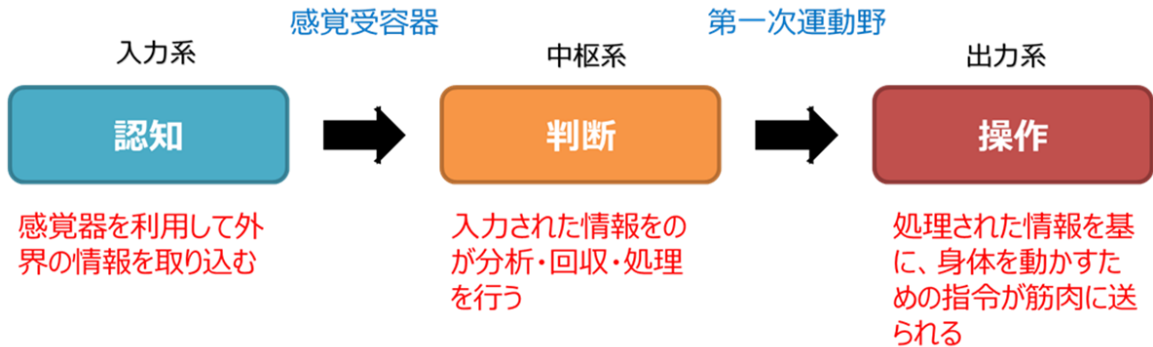 感覚受容器
第一次運動野
入力系
中枢系
出力系
認知
判断
操作
感覚器を利用して外
界の情報を取り込む
入力された情報をの
が分析・回収・処理
を行う
処理された情報を基
に、身体を動かすた
めの指令が筋肉に送
られる